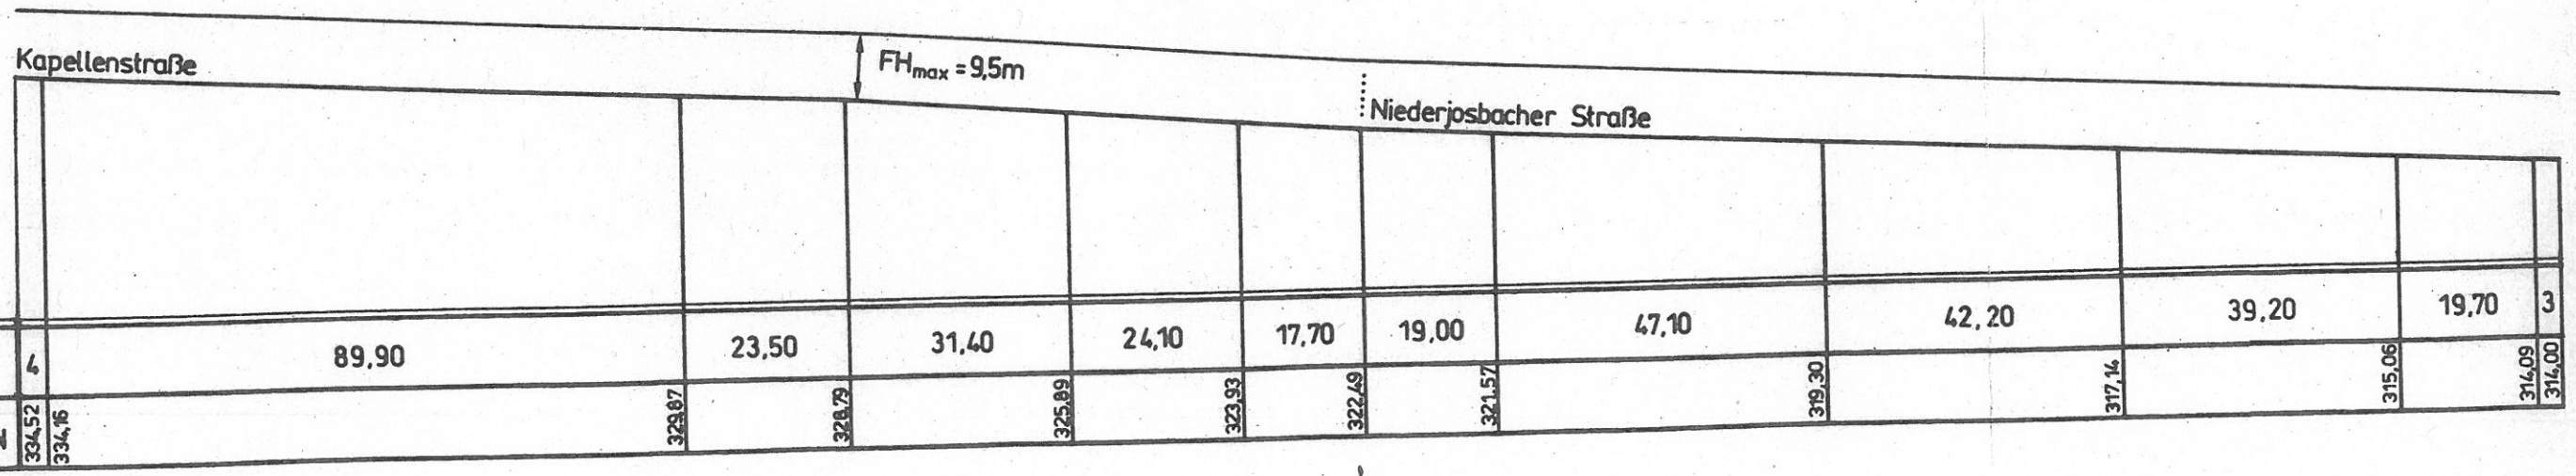 Kapellenstraße
FHmax = 9,5m
Niederjosbacher Straße
4 89,90 23,50 31,40 24,10 17,70 19,00 47,10 42,20 39,20 19,70 3
334,52 334,16 329,87 328,79 325,89 323,93 322,49 321,57 319,30 317,14 315,06 314,09 314,00